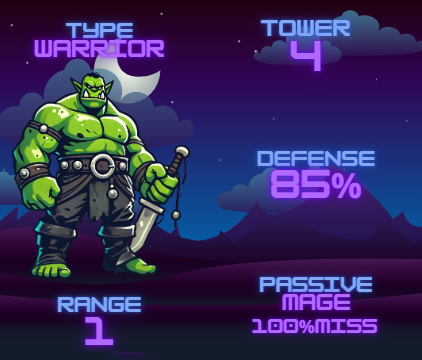 TYPE
WARRIOR
TOWER
4
DEFENSE
85%
RANGE
1
PASSIVE
MAGE
100%MISS